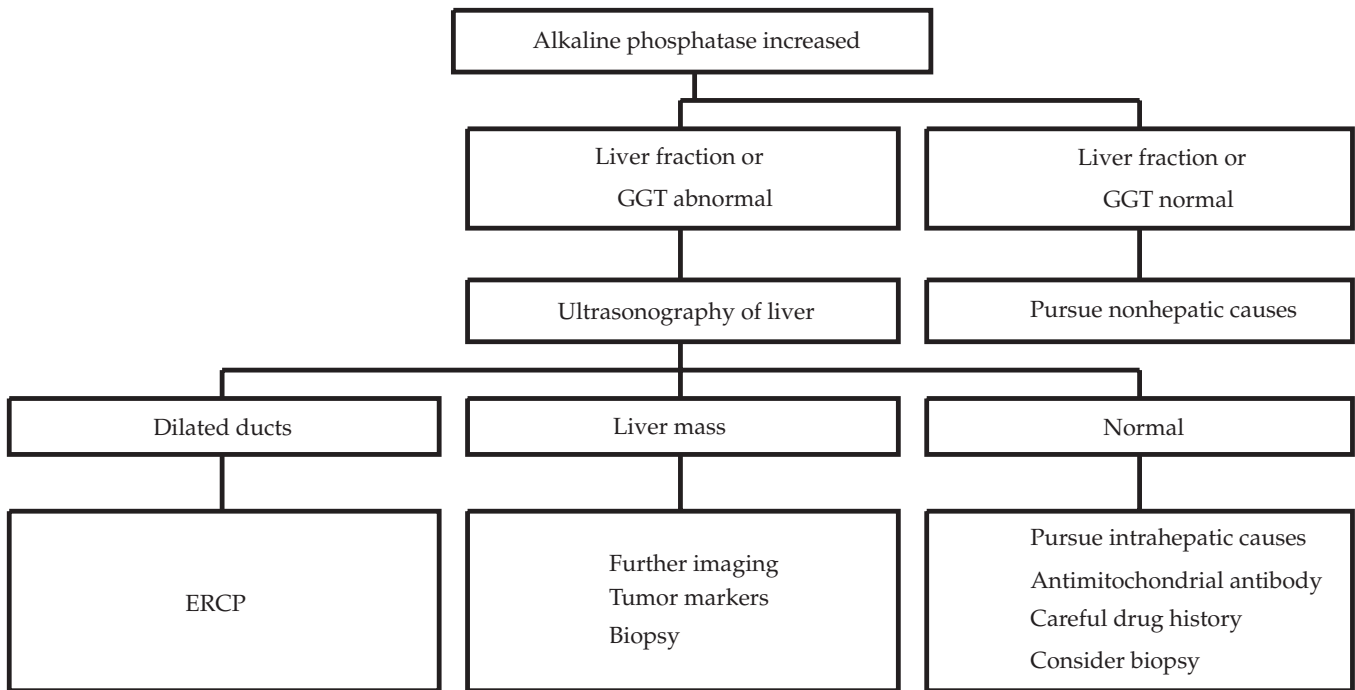 Alkaline phosphatase increased
Liver fraction or
GGT abnormal
Liver fraction or
GGT normal
Ultrasonography of liver
Pursue nonhepatic causes
Dilated ducts
Liver mass
Normal
ERCP
Further imaging
Tumor markers
Biopsy
Pursue intrahepatic causes
Antimitochondrial antibody
Careful drug history
Consider biopsy